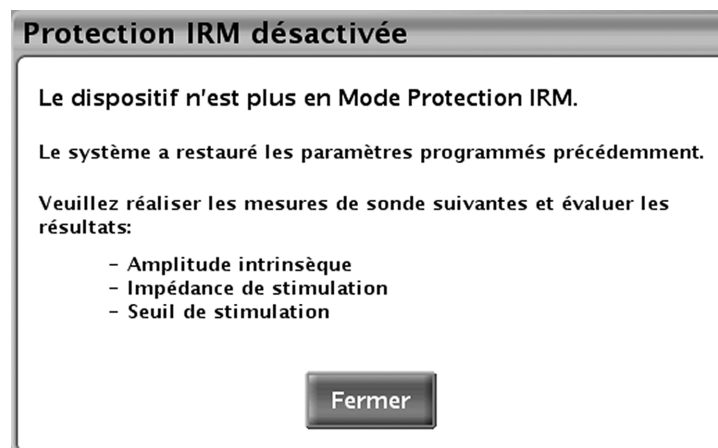 Protection IRM désactivée
Le dispositif n'est plus en Mode Protection IRM.
Le système a restauré les paramètres programmés précédemment.
Veuillez réaliser les mesures de sonde suivantes et évaluer les
résultats:
– Amplitude intrinsèque
– Impédance de stimulation
– Seuil de stimulation
Fermer